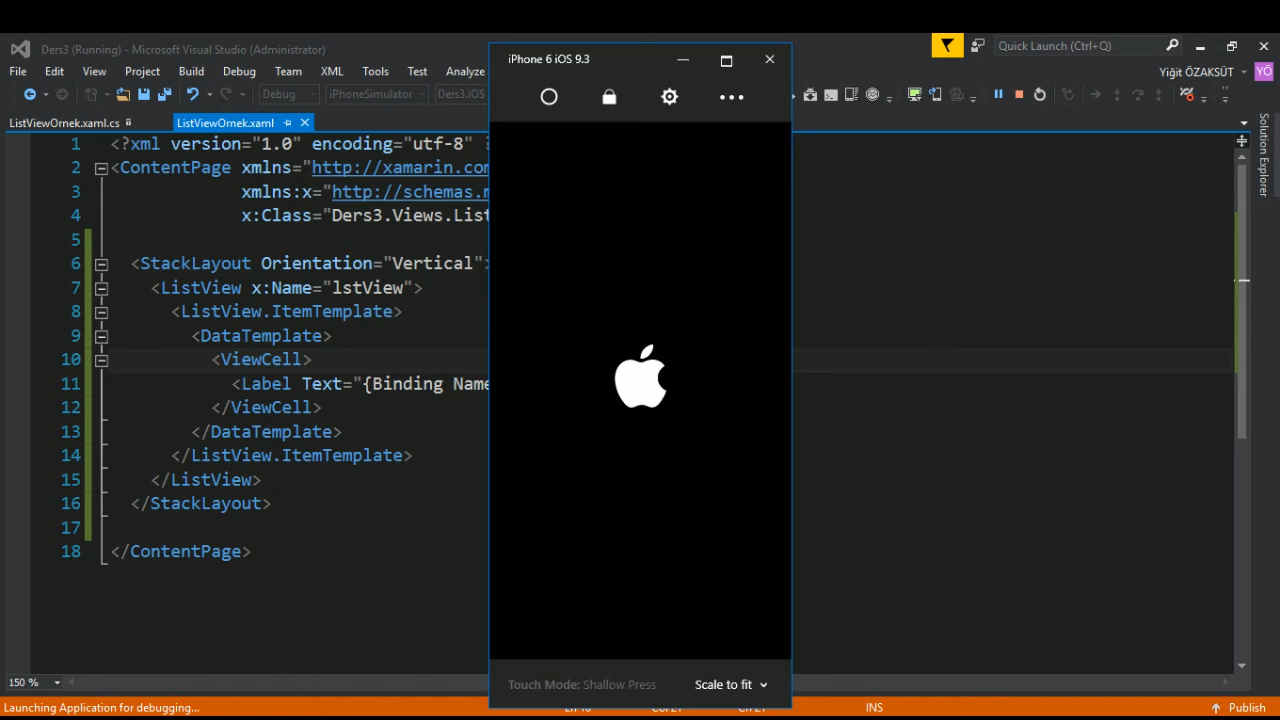 Ders3 (Running) - Microsoft Visual Studio (Administrator)
Quick Launch (Ctrl+Q)
File Edit View Project Build Debug Team XML Tools Test Analyze
Yiğit ÖZAKSÜT YÖ
Debug iPhoneSimulator Ders3.iOS
ListViewOrnek.xaml.cs ListViewOrnek.xaml
Solution Explorer
1 <?xml version="1.0" encoding="utf-8" ?
2 <ContentPage xmlns="http://xamarin.com
3 xmlns:x="http://schemas.m
4 x:Class="Ders3.Views.List
5
6 <StackLayout Orientation="Vertical">
7 <ListView x:Name="lstView">
8 <ListView.ItemTemplate>
9 <DataTemplate>
10 <ViewCell>
11 <Label Text="{Binding Name
12 </ViewCell>
13 </DataTemplate>
14 </ListView.ItemTemplate>
15 </ListView>
16 </StackLayout>
17
18 </ContentPage>
150 %
Launching Application for debugging...
INS
Publish
iPhone 6 iOS 9.3
Touch Mode: Shallow Press
Scale to fit